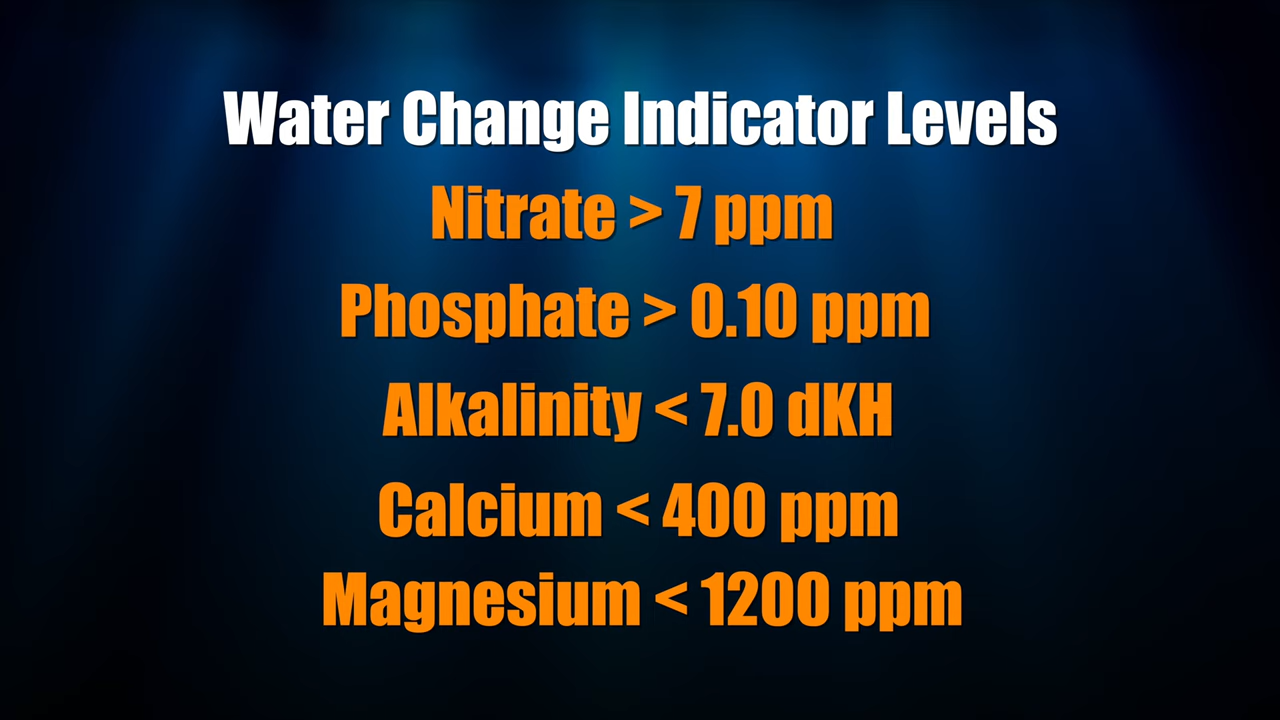 Water Change Indicator Levels
Nitrate > 7 ppm
Phosphate > 0.10 ppm
Alkalinity < 7.0 dKH
Calcium < 400 ppm
Magnesium < 1200 ppm